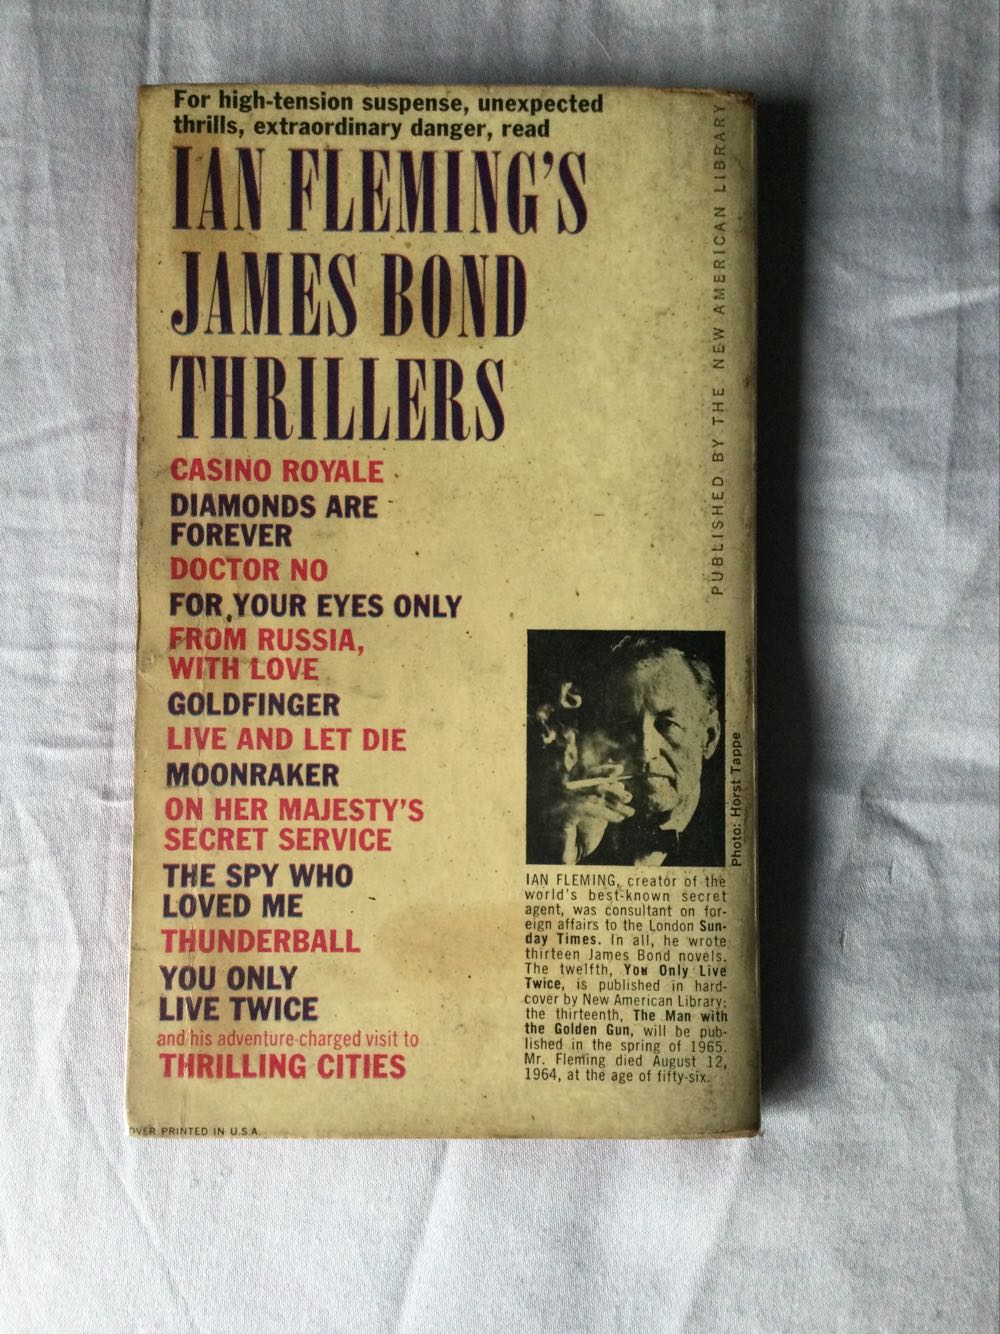 For high-tension suspense, unexpected
thrills, extraordinary danger, read
IAN FLEMING'S
JAMES BOND
THRILLERS
CASINO ROYALE
DIAMONDS ARE
FOREVER
DOCTOR NO
FOR YOUR EYES ONLY
FROM RUSSIA,
WITH LOVE
GOLDFINGER
LIVE AND LET DIE
MOONRAKER
ON HER MAJESTY'S
SECRET SERVICE
THE SPY WHO
LOVED ME
THUNDERBALL
YOU ONLY
LIVE TWICE
and his adventure-charged visit to
THRILLING CITIES
OVER PRINTED IN U.S.A.
PUBLISHED BY THE NEW AMERICAN LIBRARY
Photo: Horst Tappe
IAN FLEMING, creator of the
world's best-known secret
agent, was consultant on for-
eign affairs to the London Sun-
day Times. In all, he wrote
thirteen James Bond novels.
The twelfth, You Only Live
Twice, is published in hard-
cover by New American Library;
the thirteenth, The Man with
the Golden Gun, will be pub-
lished in the spring of 1965.
Mr. Fleming died August 12,
1964, at the age of fifty-six.